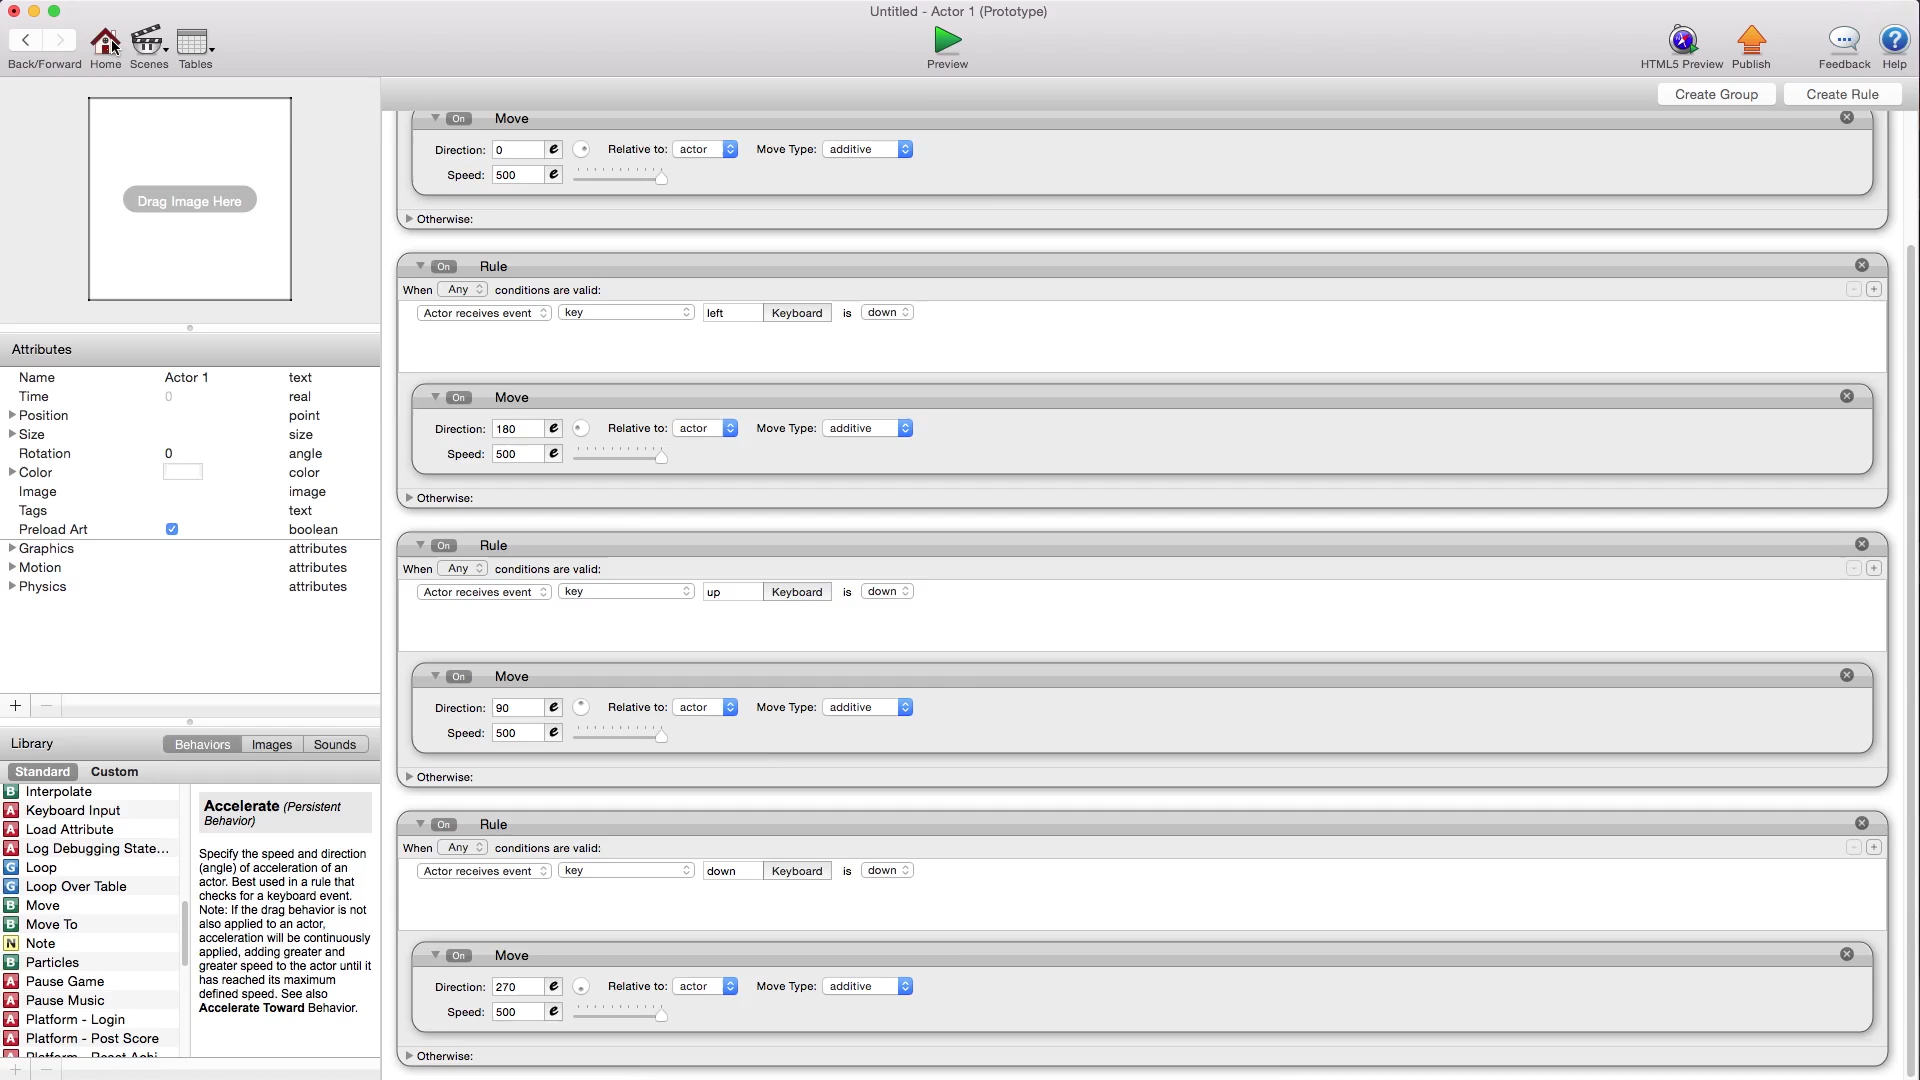 Untitled - Actor 1 (Prototype)
Back/Forward Home Scenes Tables Preview HTML5 Preview Publish Feedback Help
Create Group Create Rule
Drag Image Here
Attributes
Name Actor 1 text
Time 0 real
Position point
Size size
Rotation 0 angle
Color color
Image image
Tags text
Preload Art boolean
Graphics attributes
Motion attributes
Physics attributes
Library Behaviors Images Sounds
Standard Custom
Interpolate
Keyboard Input
Load Attribute
Log Debugging State...
Loop
Loop Over Table
Move
Move To
Note
Particles
Pause Game
Pause Music
Platform - Login
Platform - Post Score
Accelerate (Persistent
Behavior)
Specify the speed and direction
(angle) of acceleration of an
actor. Best used in a rule that
checks for a keyboard event.
Note: If the drag behavior is not
also applied to an actor,
acceleration will be continuously
applied, adding greater and
greater speed to the actor until it
has reached its maximum
defined speed. See also
Accelerate Toward Behavior.
On Move
Direction: 0 e Relative to: actor Move Type: additive
Speed: 500 e
Otherwise:
On Rule
When Any conditions are valid:
Actor receives event key left Keyboard is down
On Move
Direction: 180 e Relative to: actor Move Type: additive
Speed: 500 e
Otherwise:
On Rule
When Any conditions are valid:
Actor receives event key up Keyboard is down
On Move
Direction: 90 e Relative to: actor Move Type: additive
Speed: 500 e
Otherwise:
On Rule
When Any conditions are valid:
Actor receives event key down Keyboard is down
On Move
Direction: 270 e Relative to: actor Move Type: additive
Speed: 500 e
Otherwise: